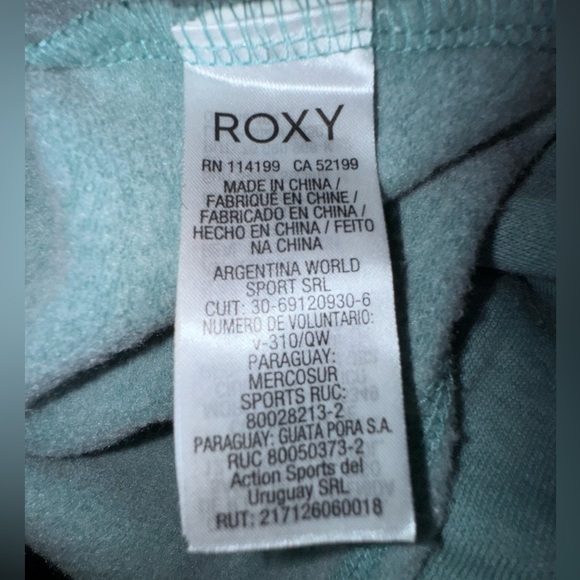 ROXY
RN 114199 CA 52199
MADE IN CHINA /
FABRIQUÉ EN CHINE /
FABRICADO EN CHINA /
HECHO EN CHINA / FEITO
NA CHINA
ARGENTINA WORLD
SPORT SRL
CUIT: 30-69120930-6
NUMERO DE VOLUNTARIO:
v-310/QW
PARAGUAY:
MERCOSUR
SPORTS RUC:
80028213-2
PARAGUAY: GUATA PORA S.A.
RUC 80050373-2
Action Sports del
Uruguay SRL
RUT: 217126060018